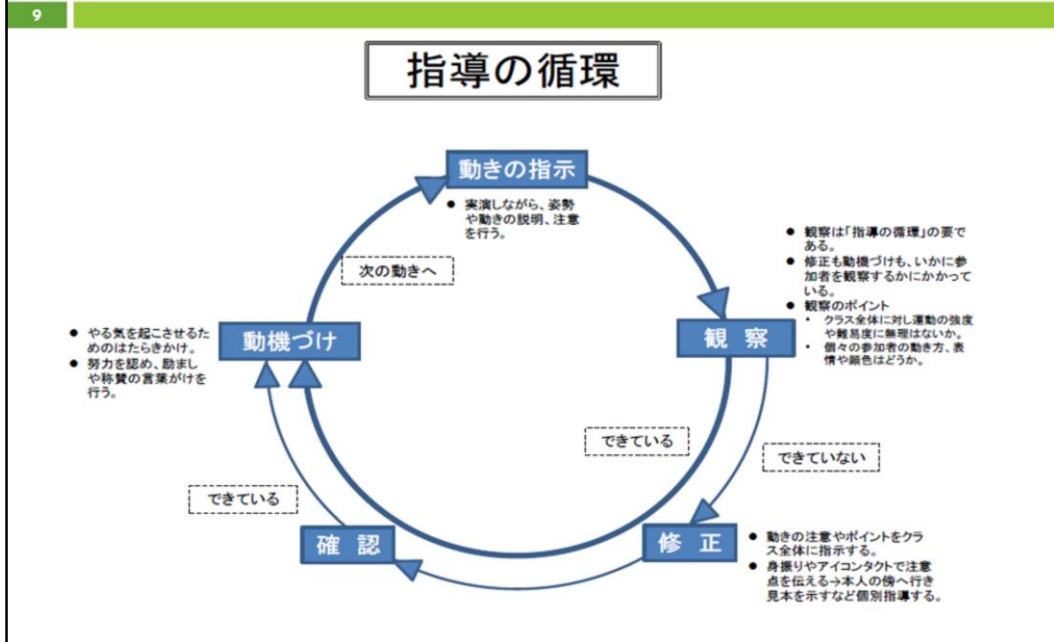 9
指導の循環
動きの指示
● 実演しながら、姿勢
や動きの説明、注意
を行う。
次の動きへ
● 観察は「指導の循環」の要で
ある。
● 修正も動機づけも、いかに参
加者を観察するかにかかって
いる。
● 観察のポイント
• クラス全体に対し運動の強度
や難易度に無理はないか。
• 個々の参加者の動き方、表
情や顔色はどうか。
観 察
● やる気を起こさせるた
めのはたらきかけ。
● 努力を認め、励まし
や称賛の言葉がけを
行う。
動機づけ
できている
できていない
できている
確 認
修 正
● 動きの注意やポイントをクラ
ス全体に指示する。
● 身振りやアイコンタクトで注意
点を伝える→本人の傍へ行き
見本を示すなど個別指導する。